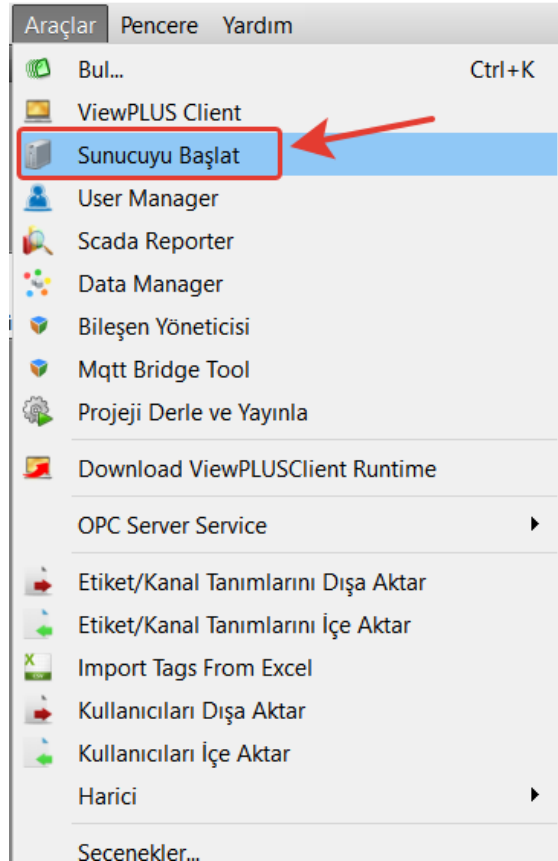 Araçlar Pencere Yardım
Bul... Ctrl+K
ViewPLUS Client
Sunucuyu Başlat
User Manager
Scada Reporter
Data Manager
Bileşen Yöneticisi
Mqtt Bridge Tool
Projeji Derle ve Yayınla
Download ViewPLUSClient Runtime
OPC Server Service
Etiket/Kanal Tanımlarını Dışa Aktar
Etiket/Kanal Tanımlarını İçe Aktar
Import Tags From Excel
Kullanıcıları Dışa Aktar
Kullanıcıları İçe Aktar
Harici
Seçenekler...